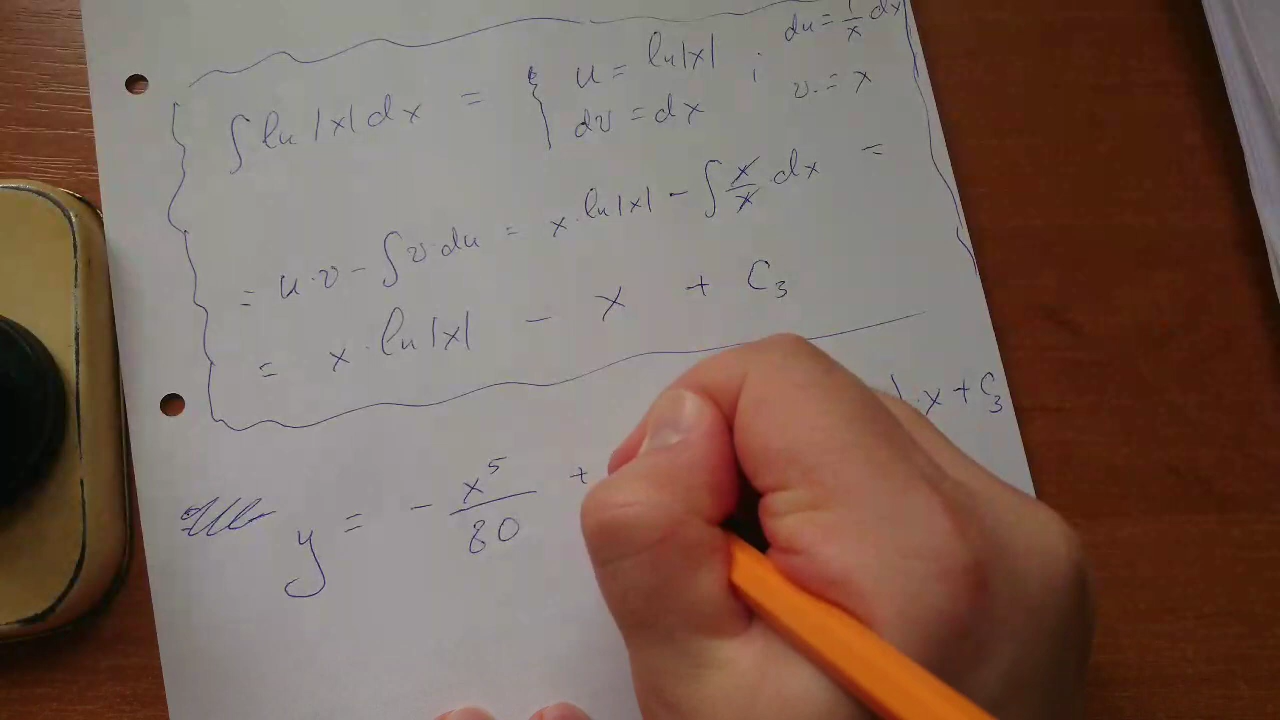 ∫ ln |x| dx = { u = ln|x| ; du = 1/x dx
dv = dx v = x
= u·v − ∫ v·du = x·ln|x| − ∫ x/x dx =
= x·ln|x| − x + C₃
·x + C₃
y = − x⁵/80 +